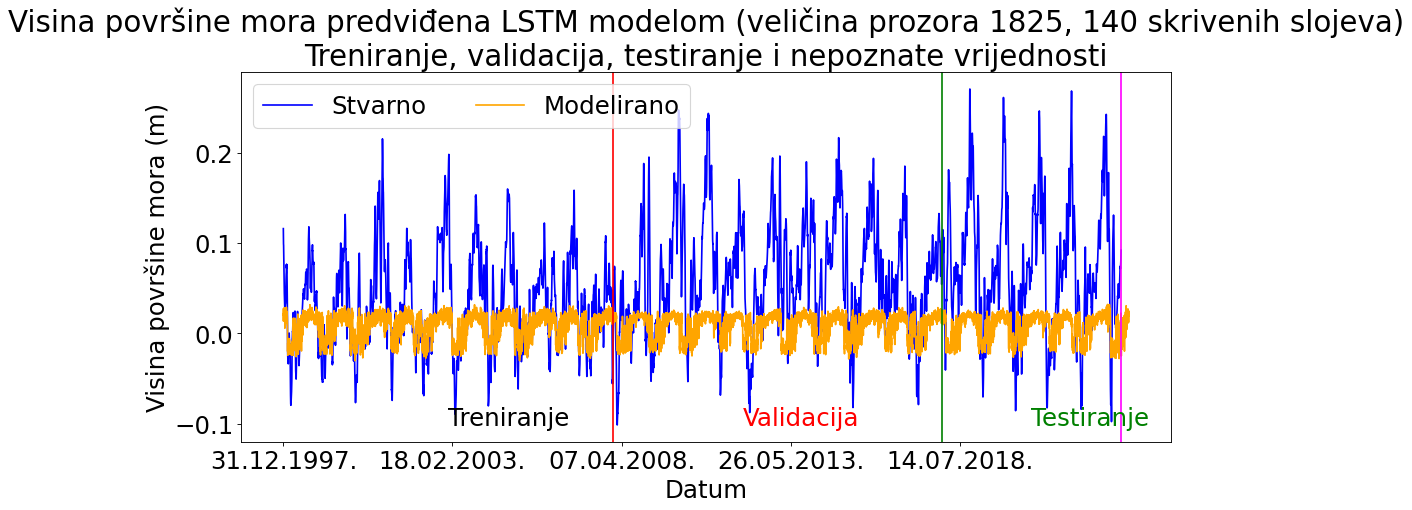 Visina površine mora predviđena LSTM modelom (veličina prozora 1825, 140 skrivenih slojeva)
Treniranje, validacija, testiranje i nepoznate vrijednosti
Stvarno
Modelirano
Visina površine mora (m)
0.2
0.1
0.0
−0.1
Treniranje
Validacija
Testiranje
31.12.1997.
18.02.2003.
07.04.2008.
26.05.2013.
14.07.2018.
Datum